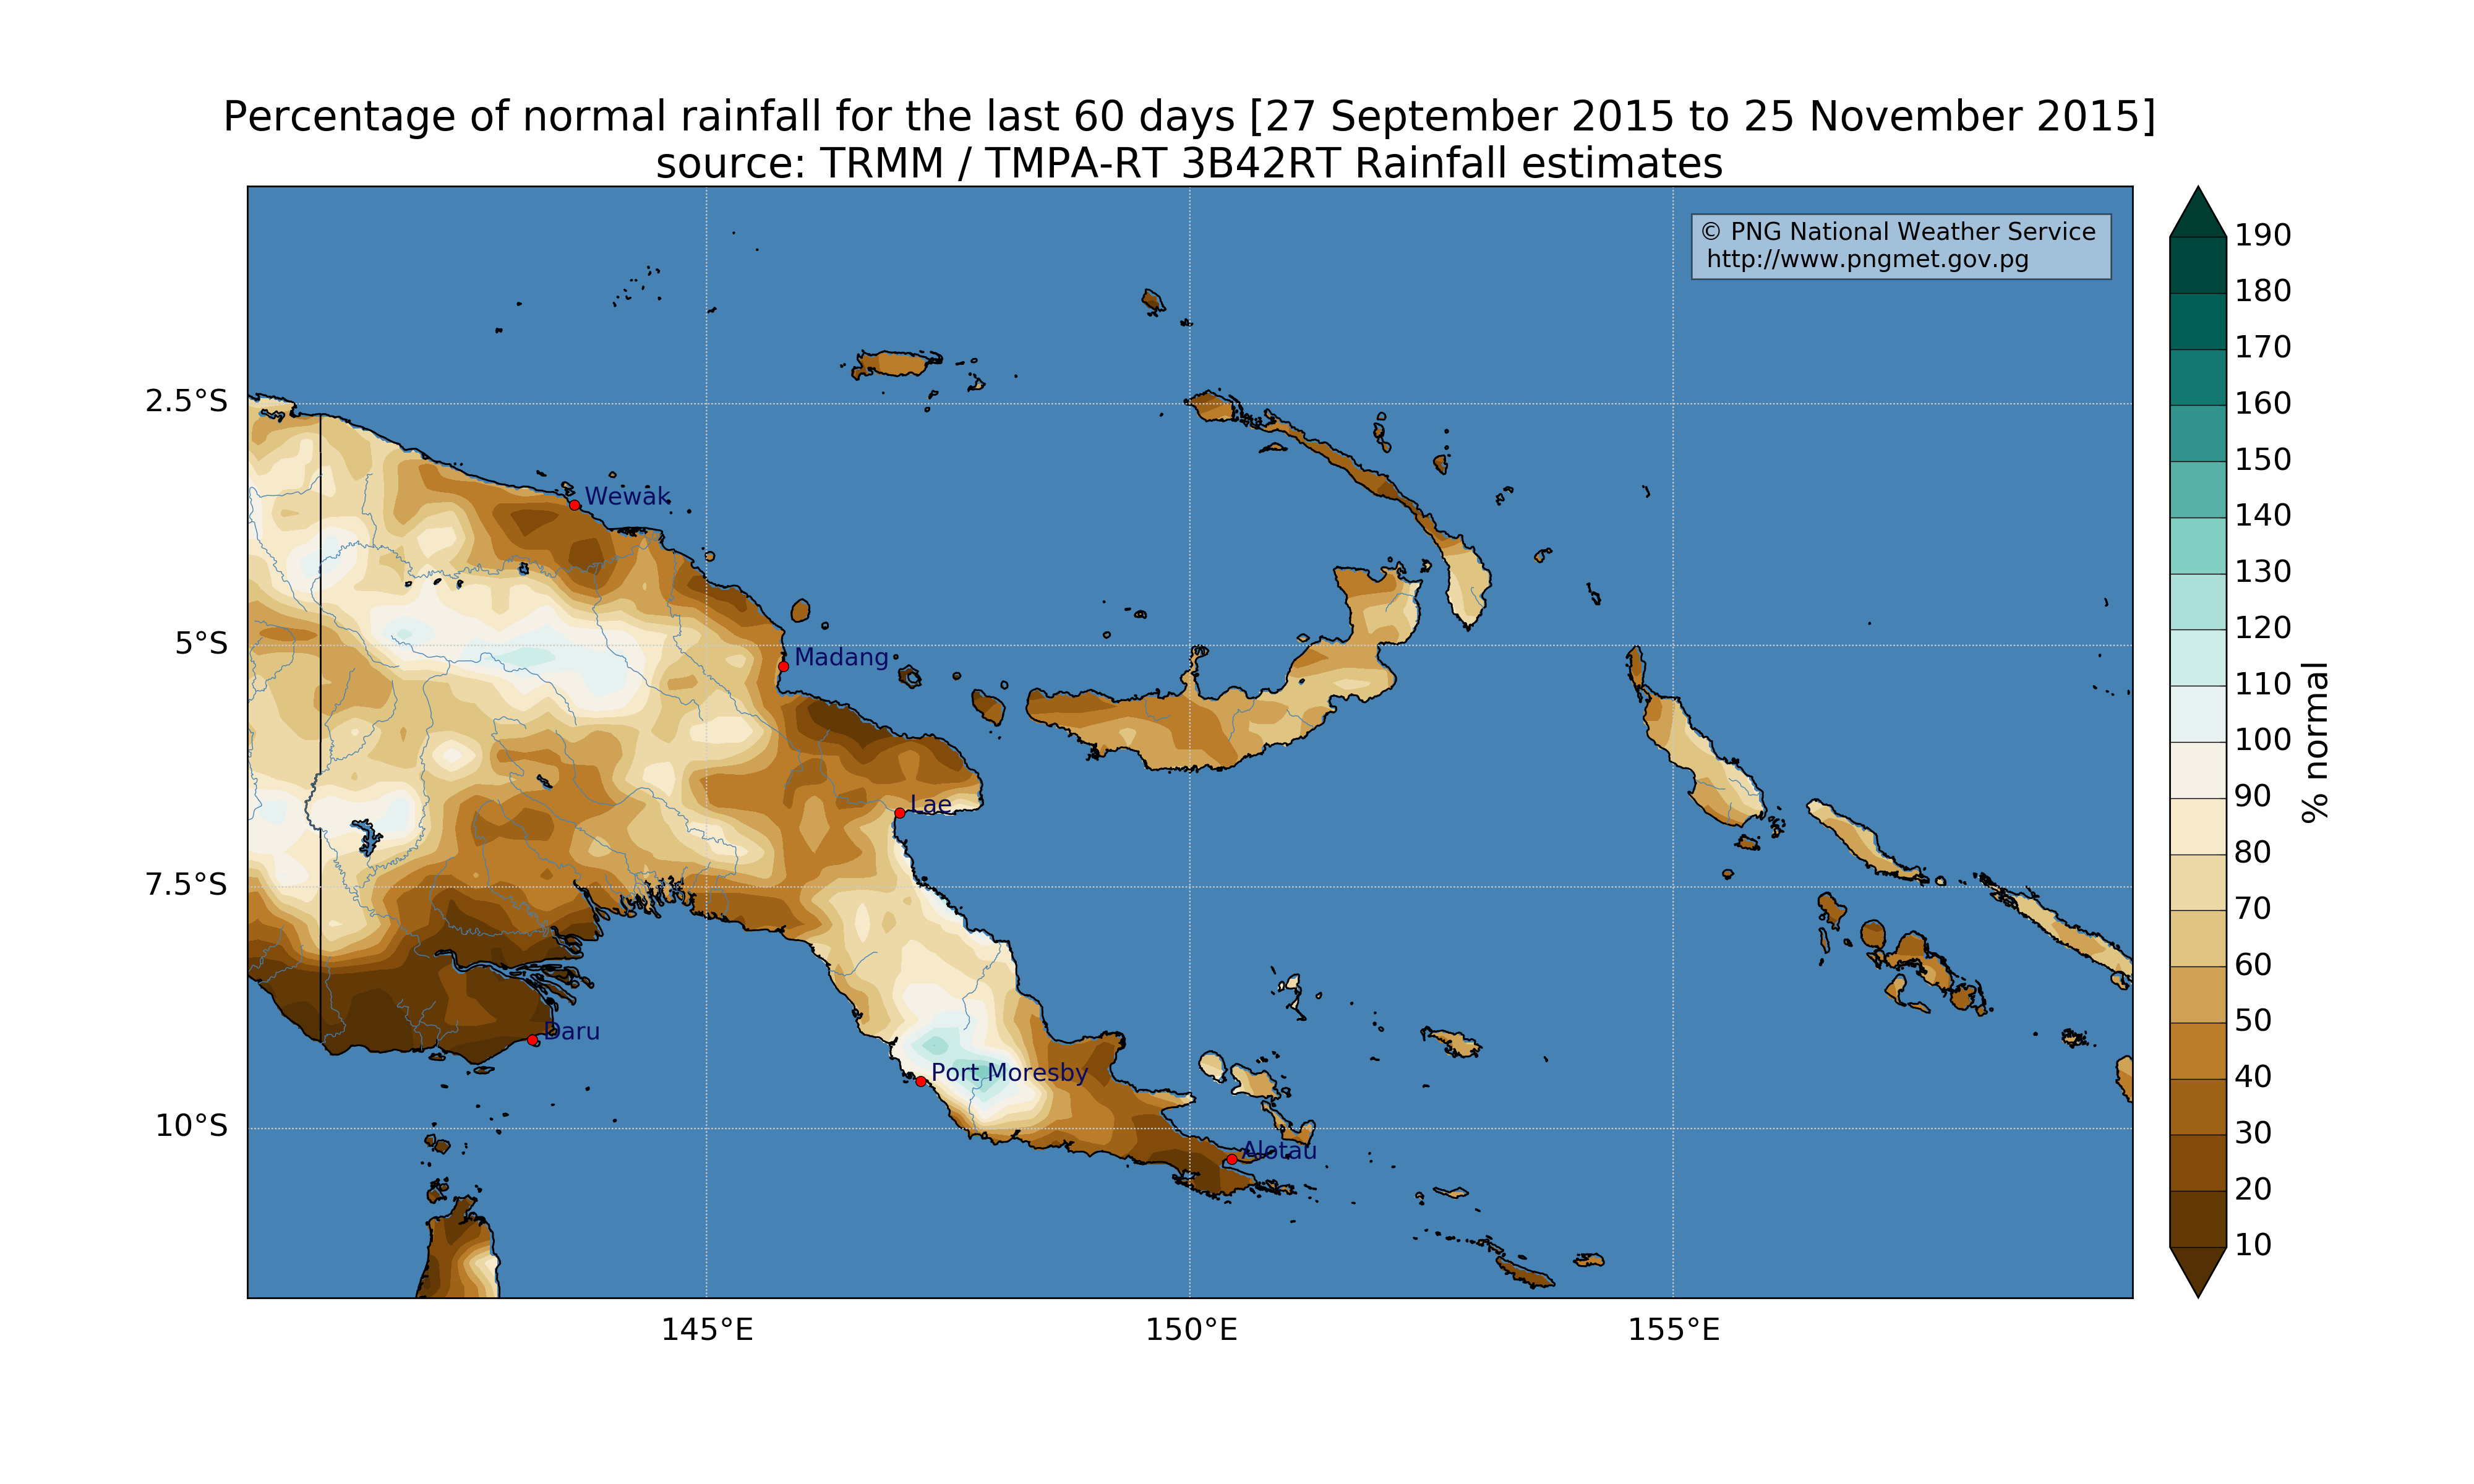 Percentage of normal rainfall for the last 60 days [27 September 2015 to 25 November 2015]
source: TRMM / TMPA-RT 3B42RT Rainfall estimates
© PNG National Weather Service
http://www.pngmet.gov.pg
2.5°S
5°S
7.5°S
10°S
Wewak
Madang
Lae
Daru
Port Moresby
Alotau
145°E
150°E
155°E
190
180
170
160
150
140
130
120
110
100
90
80
70
60
50
40
30
20
10
% normal